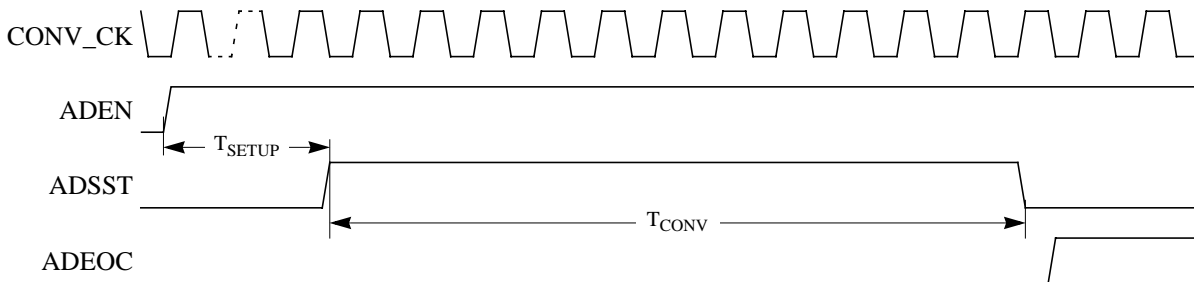 CONV_CK
ADEN
TSETUP
ADSST
TCONV
ADEOC